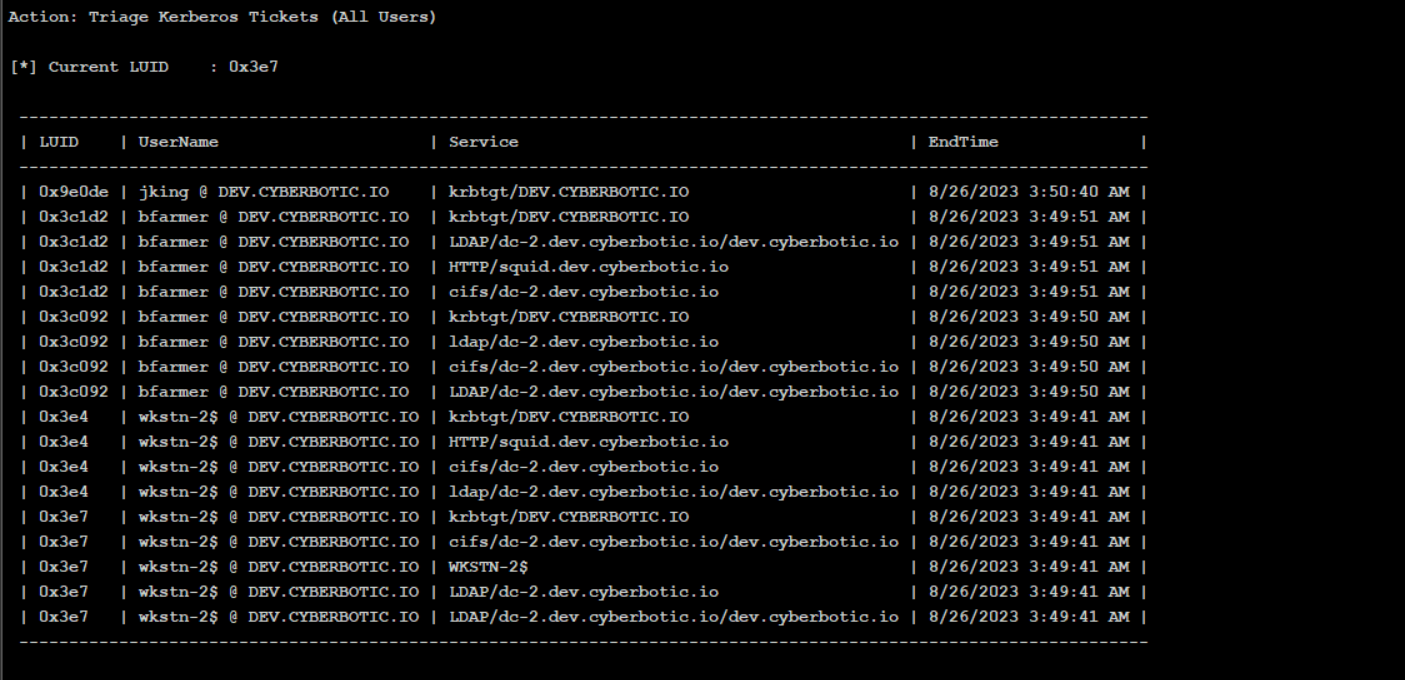 Action: Triage Kerberos Tickets (All Users)
[*] Current LUID    : 0x3e7
---------------------------------------------------------------------------------------------------------------
| LUID    | UserName                     | Service                                       | EndTime              |
---------------------------------------------------------------------------------------------------------------
| 0x9e0de | jking @ DEV.CYBERBOTIC.IO    | krbtgt/DEV.CYBERBOTIC.IO                      | 8/26/2023 3:50:40 AM |
| 0x3c1d2 | bfarmer @ DEV.CYBERBOTIC.IO  | krbtgt/DEV.CYBERBOTIC.IO                      | 8/26/2023 3:49:51 AM |
| 0x3c1d2 | bfarmer @ DEV.CYBERBOTIC.IO  | LDAP/dc-2.dev.cyberbotic.io/dev.cyberbotic.io | 8/26/2023 3:49:51 AM |
| 0x3c1d2 | bfarmer @ DEV.CYBERBOTIC.IO  | HTTP/squid.dev.cyberbotic.io                  | 8/26/2023 3:49:51 AM |
| 0x3c1d2 | bfarmer @ DEV.CYBERBOTIC.IO  | cifs/dc-2.dev.cyberbotic.io                   | 8/26/2023 3:49:51 AM |
| 0x3c092 | bfarmer @ DEV.CYBERBOTIC.IO  | krbtgt/DEV.CYBERBOTIC.IO                      | 8/26/2023 3:49:50 AM |
| 0x3c092 | bfarmer @ DEV.CYBERBOTIC.IO  | ldap/dc-2.dev.cyberbotic.io                   | 8/26/2023 3:49:50 AM |
| 0x3c092 | bfarmer @ DEV.CYBERBOTIC.IO  | cifs/dc-2.dev.cyberbotic.io/dev.cyberbotic.io | 8/26/2023 3:49:50 AM |
| 0x3c092 | bfarmer @ DEV.CYBERBOTIC.IO  | LDAP/dc-2.dev.cyberbotic.io/dev.cyberbotic.io | 8/26/2023 3:49:50 AM |
| 0x3e4   | wkstn-2$ @ DEV.CYBERBOTIC.IO | krbtgt/DEV.CYBERBOTIC.IO                      | 8/26/2023 3:49:41 AM |
| 0x3e4   | wkstn-2$ @ DEV.CYBERBOTIC.IO | HTTP/squid.dev.cyberbotic.io                  | 8/26/2023 3:49:41 AM |
| 0x3e4   | wkstn-2$ @ DEV.CYBERBOTIC.IO | cifs/dc-2.dev.cyberbotic.io                   | 8/26/2023 3:49:41 AM |
| 0x3e4   | wkstn-2$ @ DEV.CYBERBOTIC.IO | ldap/dc-2.dev.cyberbotic.io/dev.cyberbotic.io | 8/26/2023 3:49:41 AM |
| 0x3e7   | wkstn-2$ @ DEV.CYBERBOTIC.IO | krbtgt/DEV.CYBERBOTIC.IO                      | 8/26/2023 3:49:41 AM |
| 0x3e7   | wkstn-2$ @ DEV.CYBERBOTIC.IO | cifs/dc-2.dev.cyberbotic.io/dev.cyberbotic.io | 8/26/2023 3:49:41 AM |
| 0x3e7   | wkstn-2$ @ DEV.CYBERBOTIC.IO | WKSTN-2$                                      | 8/26/2023 3:49:41 AM |
| 0x3e7   | wkstn-2$ @ DEV.CYBERBOTIC.IO | LDAP/dc-2.dev.cyberbotic.io                   | 8/26/2023 3:49:41 AM |
| 0x3e7   | wkstn-2$ @ DEV.CYBERBOTIC.IO | LDAP/dc-2.dev.cyberbotic.io/dev.cyberbotic.io | 8/26/2023 3:49:41 AM |
---------------------------------------------------------------------------------------------------------------